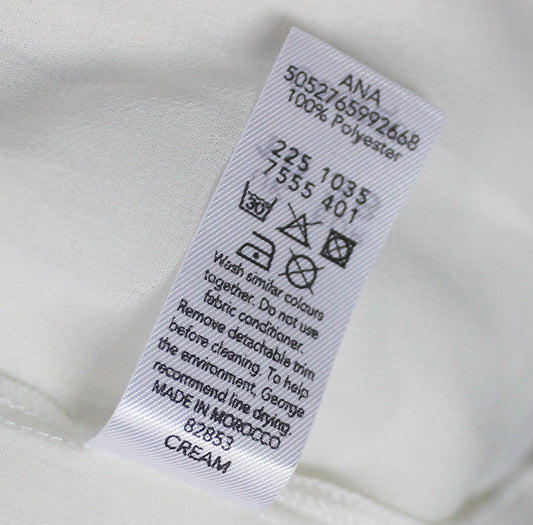 ANA
5052765992668
100% Polyester
225 1035
7555 401
30°
Wash similar colours
together. Do not use
fabric conditioner.
Remove detachable trim
before cleaning. To help
the environment, George
recommend line drying.
MADE IN MOROCCO
82853
CREAM